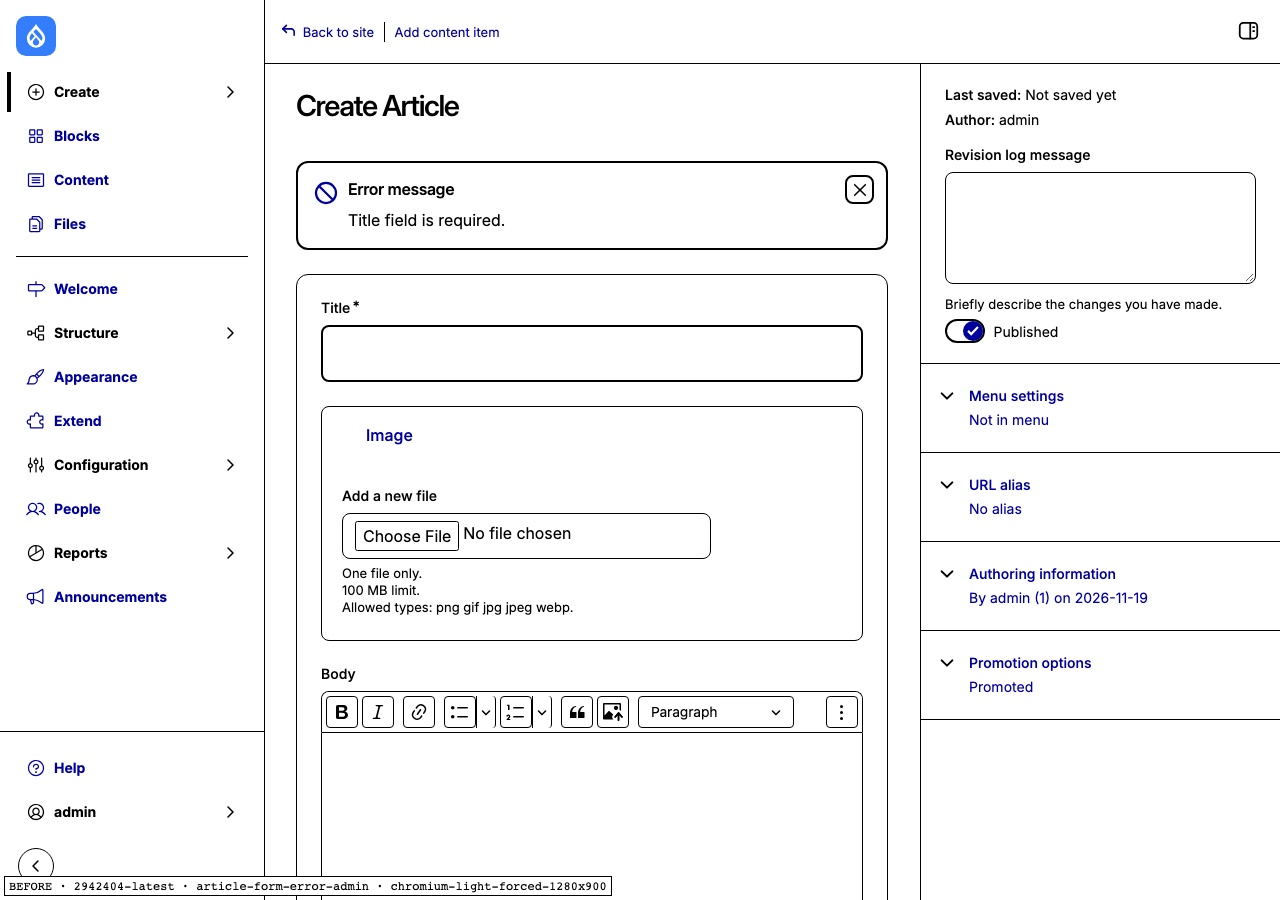 Create
Blocks
Content
Files
Welcome
Structure
Appearance
Extend
Configuration
People
Reports
Announcements
Help
admin
Back to site
Add content item
Create Article
Error message
Title field is required.
Title *
Image
Add a new file
Choose File No file chosen
One file only.
100 MB limit.
Allowed types: png gif jpg jpeg webp.
Body
B I Paragraph
Last saved: Not saved yet
Author: admin
Revision log message
Briefly describe the changes you have made.
Published
Menu settings
Not in menu
URL alias
No alias
Authoring information
By admin (1) on 2026-11-19
Promotion options
Promoted
BEFORE · 2942404-latest · article-form-error-admin · chromium-light-forced-1280x900